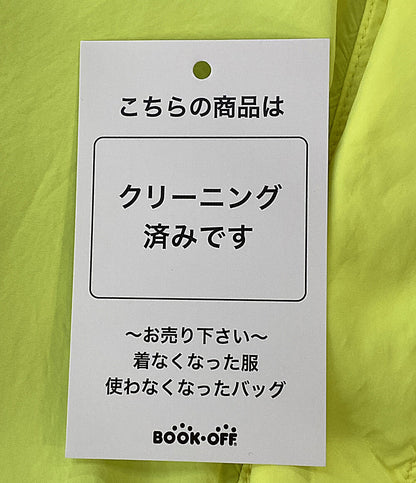 こちらの商品は
クリーニング
済みです
～お売り下さい～
着なくなった服
使わなくなったバッグ
BOOK・OFF